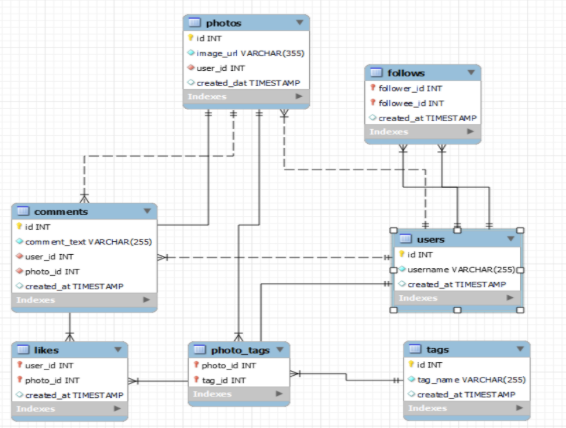 photos
id INT
image_url VARCHAR(355)
user_id INT
created_dat TIMESTAMP
Indexes
follows
follower_id INT
followee_id INT
created_at TIMESTAMP
Indexes
comments
id INT
comment_text VARCHAR(255)
user_id INT
photo_id INT
created_at TIMESTAMP
Indexes
users
id INT
username VARCHAR(255)
created_at TIMESTAMP
Indexes
likes
user_id INT
photo_id INT
created_at TIMESTAMP
Indexes
photo_tags
photo_id INT
tag_id INT
Indexes
tags
id INT
tag_name VARCHAR(255)
created_at TIMESTAMP
Indexes